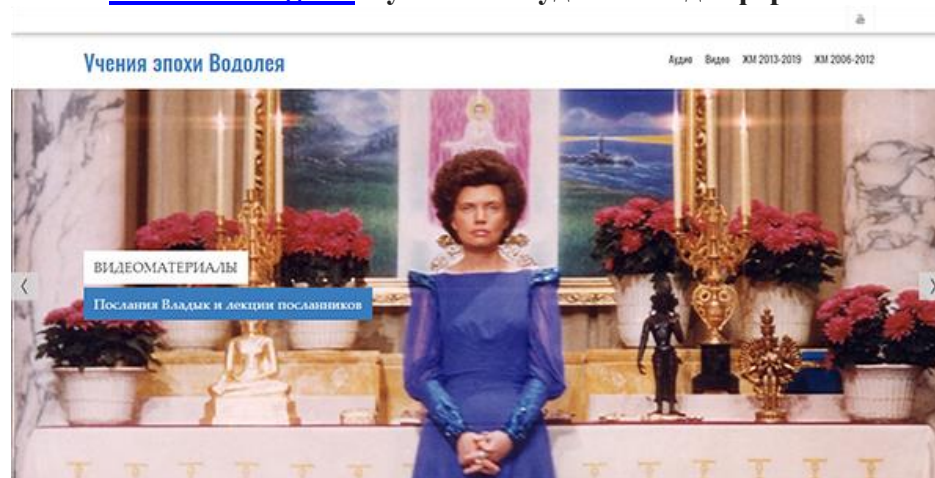 Учения эпохи Водолея
Аудио Видео ЖМ 2013-2019 ЖМ 2006-2012
ВИДЕОМАТЕРИАЛЫ
Послания Владык и лекции посланников